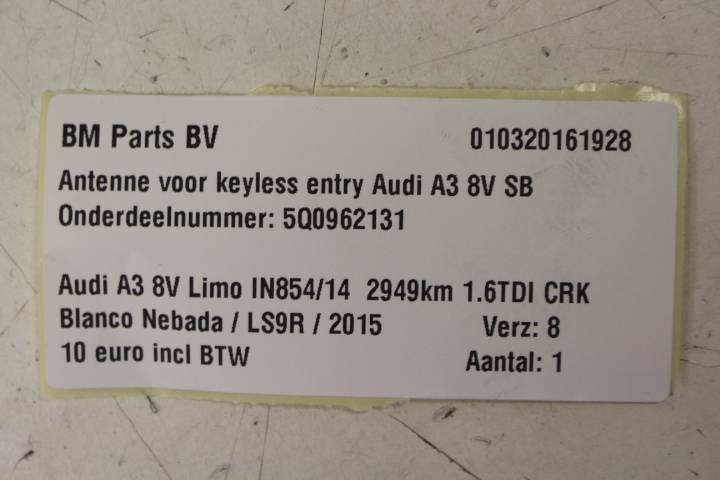 BM Parts BV 010320161928
Antenne voor keyless entry Audi A3 8V SB
Onderdeelnummer: 5Q0962131
Audi A3 8V Limo IN854/14 2949km 1.6TDI CRK
Blanco Nebada / LS9R / 2015 Verz: 8
10 euro incl BTW Aantal: 1